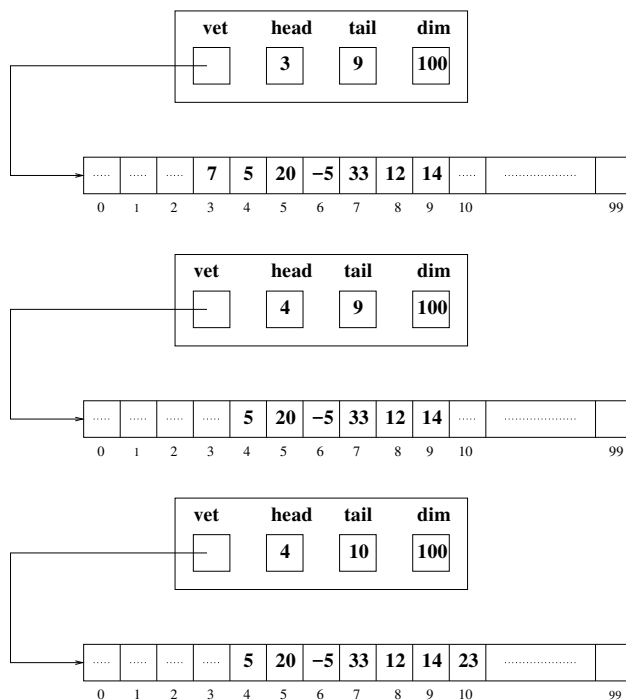 vet head tail dim
3 9 100
..... ..... ..... 7 5 20 −5 33 12 14 ..... ...................
0 1 2 3 4 5 6 7 8 9 10 99
vet head tail dim
4 9 100
..... ..... ..... ..... 5 20 −5 33 12 14 ..... ...................
0 1 2 3 4 5 6 7 8 9 10 99
vet head tail dim
4 10 100
..... ..... ..... ..... 5 20 −5 33 12 14 23 ...................
0 1 2 3 4 5 6 7 8 9 10 99